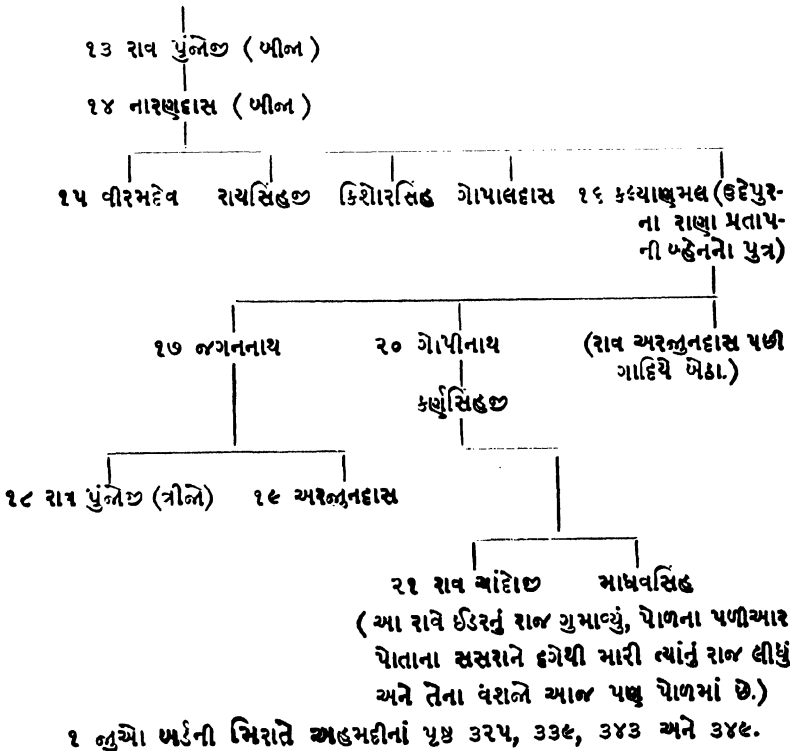 ૧૩ રાવ પુંજોજી ( બીજા )
૧૪ નારણદાસ ( બીજા )
૧૫ વીરમદેવ રાયસિંહજી કિશોરસિંહ ગોપાલદાસ ૧૬ કલ્યાણમલ (ઉદેપુર-
ના રાણા પ્રતાપ-
ની બ્હેનનો પુત્ર)
૧૭ જગનનાથ ૨૦ ગોપીનાથ (રાવ અરજુનદાસ પછી
ગાદિયે બેઠા.)
કર્ણસિંહજી
૧૮ રાવ પુંજોજી (ત્રીજો) ૧૯ અરજુનદાસ
૨૧ રાવ ચાંદોજી માધવસિંહ
( આ રાવે ઈડરનું રાજ ગુમાવ્યું, પોળના પળીઆર
પોતાના સસરાને દગેથી મારી ત્યાંનું રાજ લીધું
અને તેના વંશજો આજ પણ પોળમાં છે.)
૧ જુઓ બર્ડની મિરાતે અહમદીનાં પૃષ્ઠ ૩૨૫, ૩૩૯, ૩૪૩ અને ૩૪૯.